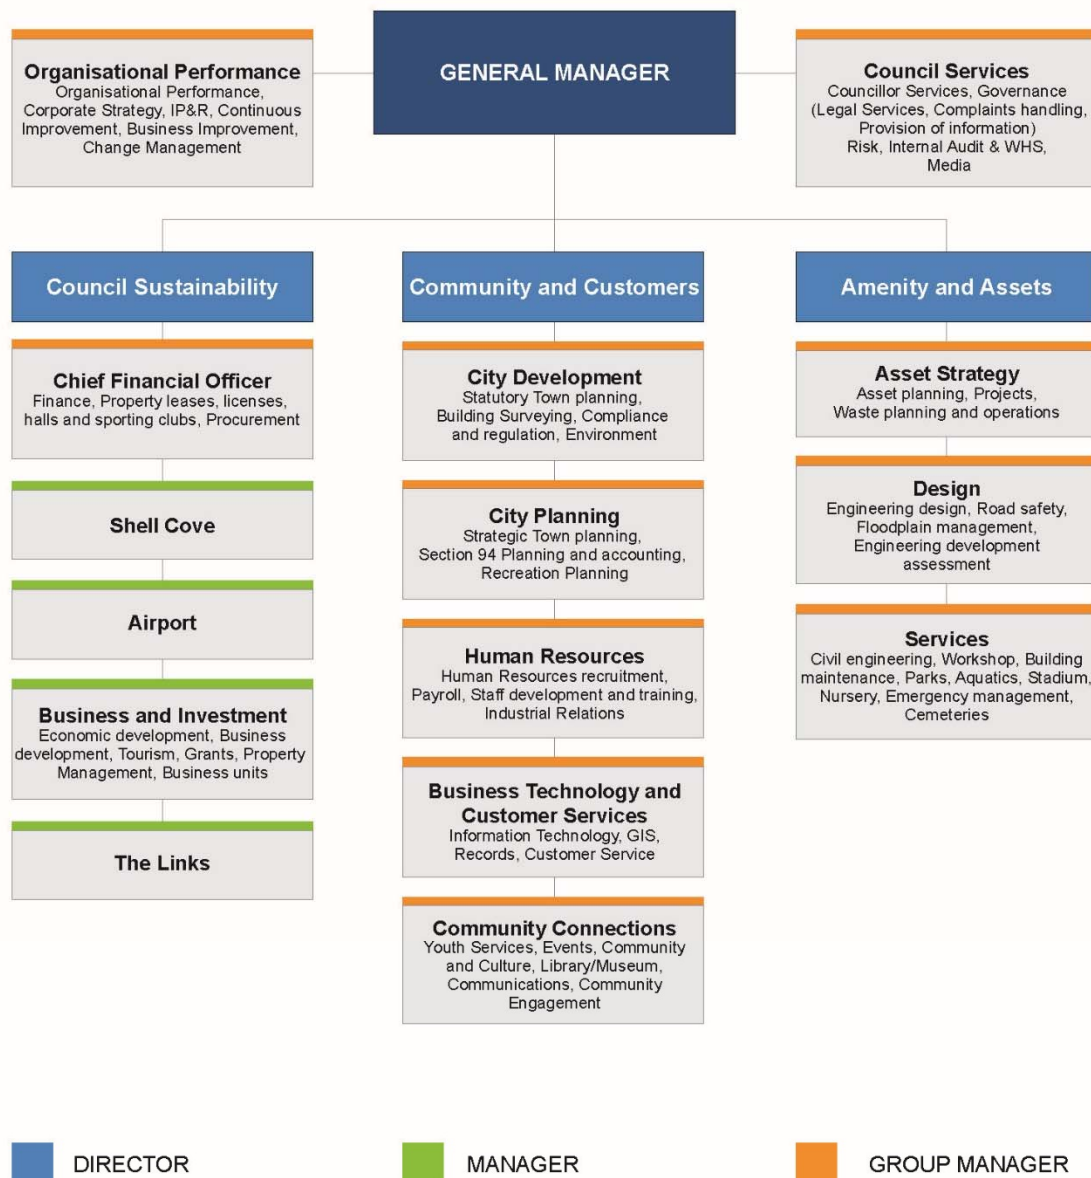 Organisational Performance
Organisational Performance,
Corporate Strategy, IP&R, Continuous
Improvement, Business Improvement,
Change Management
GENERAL MANAGER
Council Services
Councillor Services, Governance
(Legal Services, Complaints handling,
Provision of information)
Risk, Internal Audit & WHS,
Media
Council Sustainability
Chief Financial Officer
Finance, Property leases, licenses,
halls and sporting clubs, Procurement
Shell Cove
Airport
Business and Investment
Economic development, Business
development, Tourism, Grants, Property
Management, Business units
The Links
Community and Customers
City Development
Statutory Town planning,
Building Surveying, Compliance
and regulation, Environment
City Planning
Strategic Town planning,
Section 94 Planning and accounting,
Recreation Planning
Human Resources
Human Resources recruitment,
Payroll, Staff development and training,
Industrial Relations
Business Technology and
Customer Services
Information Technology, GIS,
Records, Customer Service
Community Connections
Youth Services, Events, Community
and Culture, Library/Museum,
Communications, Community
Engagement
Amenity and Assets
Asset Strategy
Asset planning, Projects,
Waste planning and operations
Design
Engineering design, Road safety,
Floodplain management,
Engineering development
assessment
Services
Civil engineering, Workshop, Building
maintenance, Parks, Aquatics, Stadium,
Nursery, Emergency management,
Cemeteries
DIRECTOR
MANAGER
GROUP MANAGER